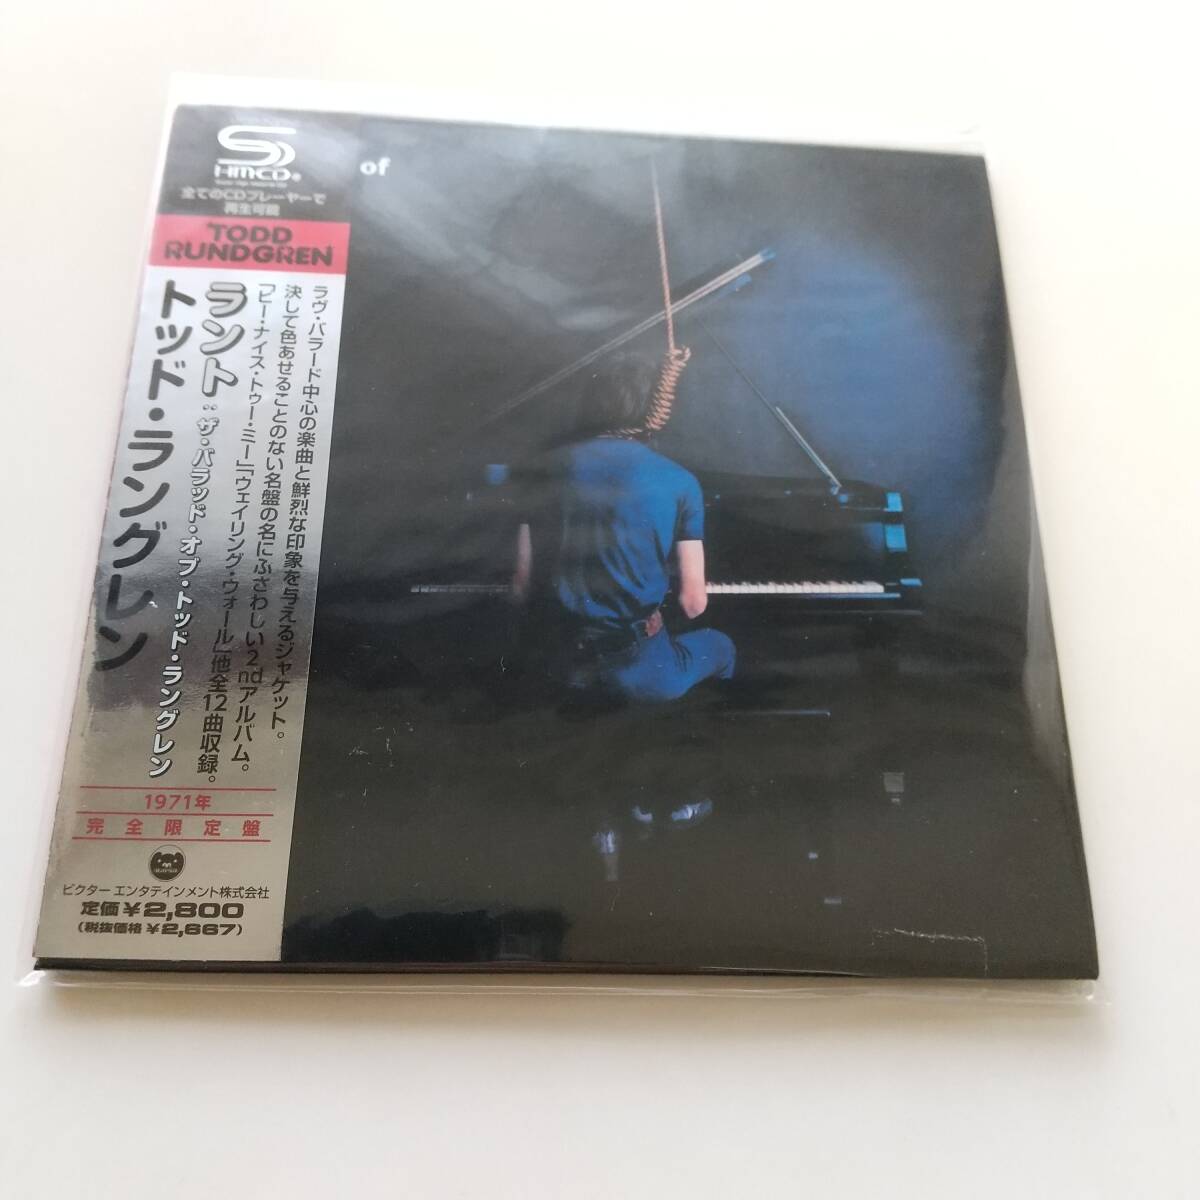 SHM-CD®
全てのCDプレーヤーで
再生可能
of
TODD
RUNDGREN
ラヴ・バラード中心の楽曲と鮮烈な印象を与えるジャケット。
決して色あせることのない名盤の名にふさわしい2ndアルバム。
「ビー・ナイス・トゥー・ミー」「ウェイリング・ウォール」他全12曲収録。
ラント：ザ・バラッド・オブ・トッド・ラングレン
トッド・ラングレン
1971年
完全限定盤
ビクターエンタテインメント株式会社
定価￥2,800
(税抜価格￥2,667)